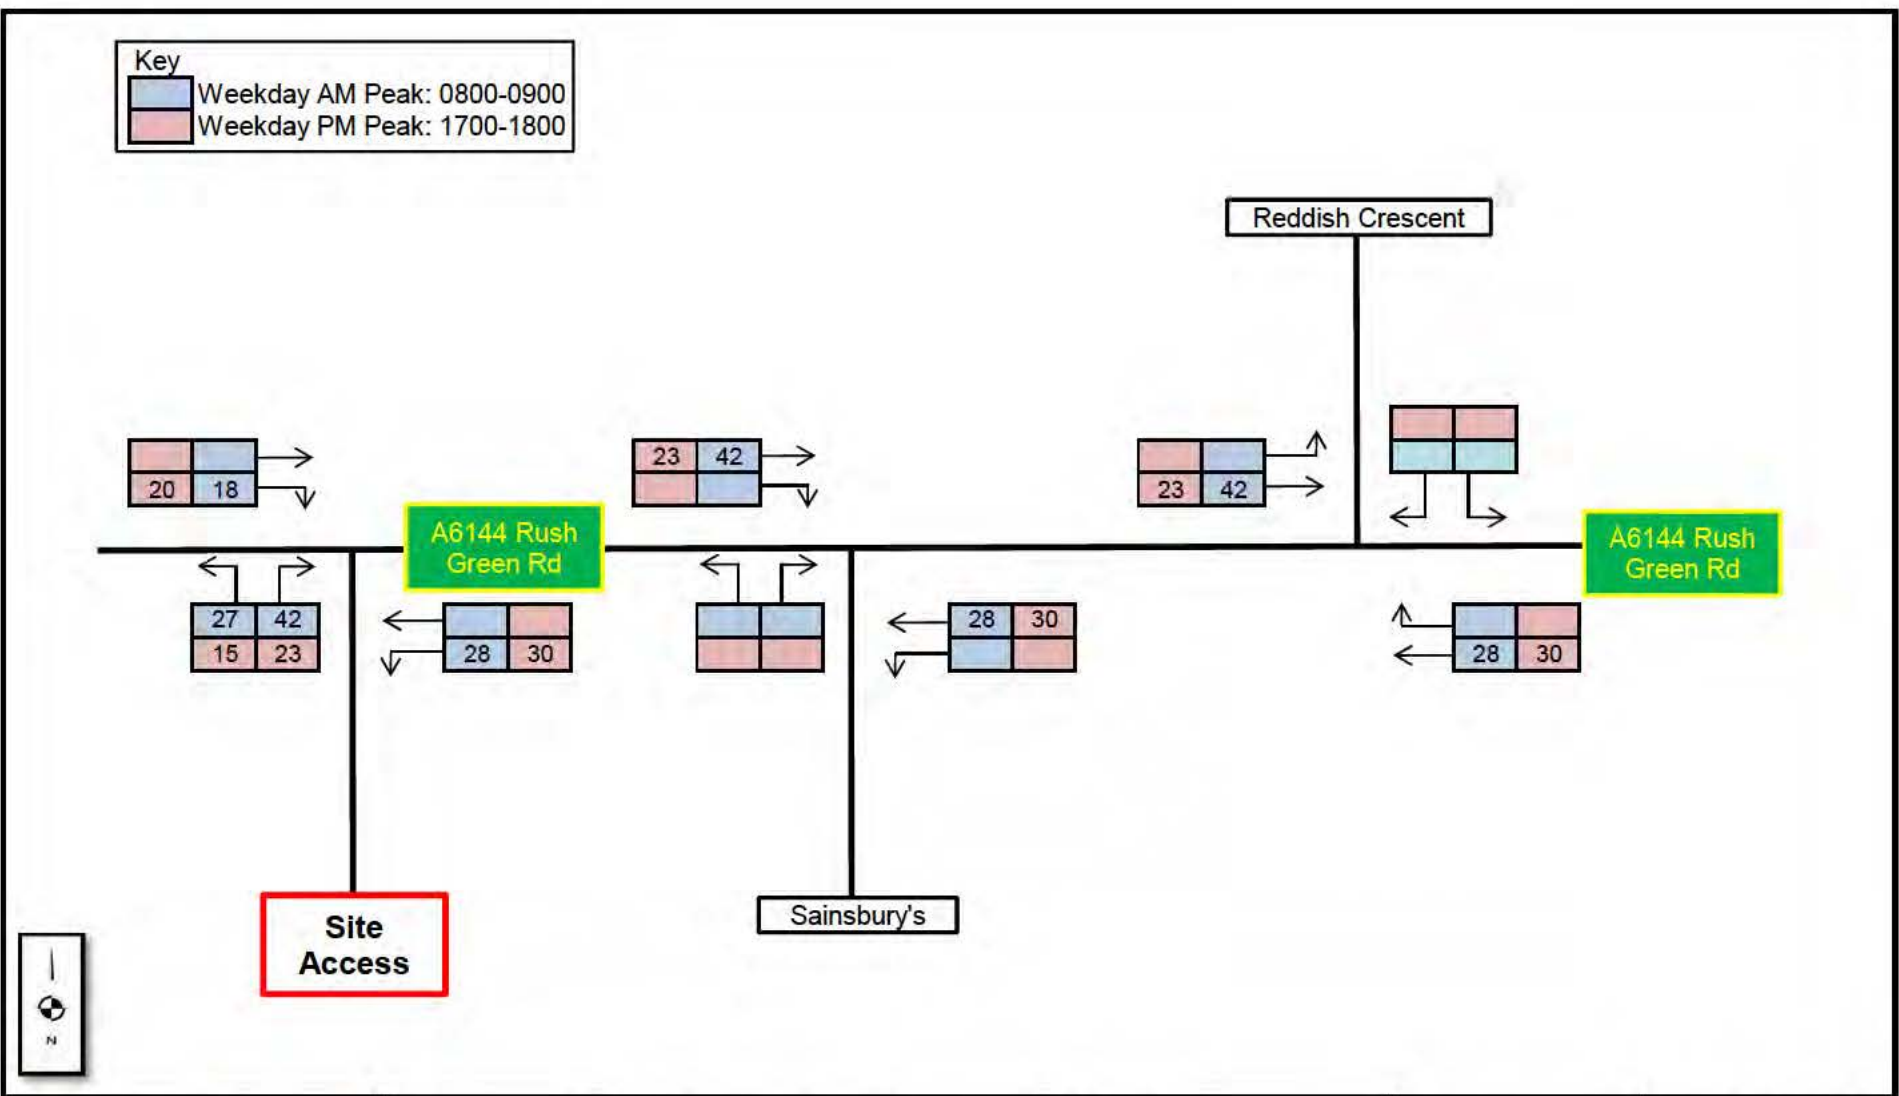 Key
Weekday AM Peak: 0800-0900
Weekday PM Peak: 1700-1800
Reddish Crescent
20 18
23 42
23 42
A6144 Rush
Green Rd
A6144 Rush
Green Rd
27 42
15 23
28 30
28 30
28 30
Site
Access
Sainsbury's
N